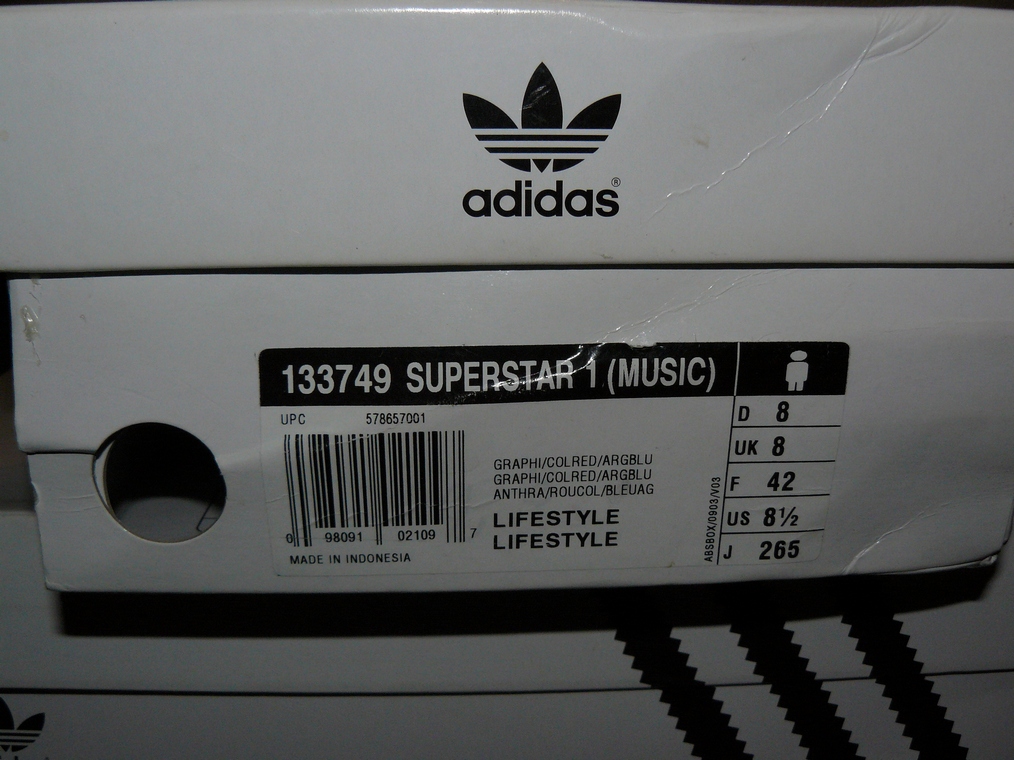 adidas®
133749 SUPERSTAR 1 (MUSIC)
UPC 578657001
0 98091 02109 7
MADE IN INDONESIA
GRAPHI/COLRED/ARGBLU
GRAPHI/COLRED/ARGBLU
ANTHRA/ROUCOL/BLEUAG
LIFESTYLE
LIFESTYLE
ABSBOX/0903/V03
D 8
UK 8
F 42
US 8½
J 265